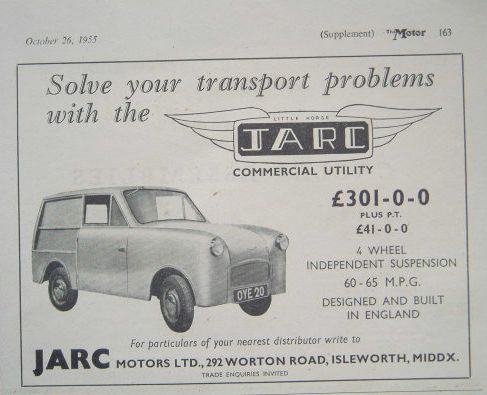 October 26, 1955
(Supplement) The Motor 163
Solve your transport problems
with the
LITTLE HORSE
JARC
COMMERCIAL UTILITY
£301-0-0
PLUS P.T.
£41-0-0
4 WHEEL
INDEPENDENT SUSPENSION
60-65 M.P.G.
DESIGNED AND BUILT
IN ENGLAND
OYE 20
For particulars of your nearest distributor write to
JARC MOTORS LTD., 292 WORTON ROAD, ISLEWORTH, MIDDX.
TRADE ENQUIRIES INVITED